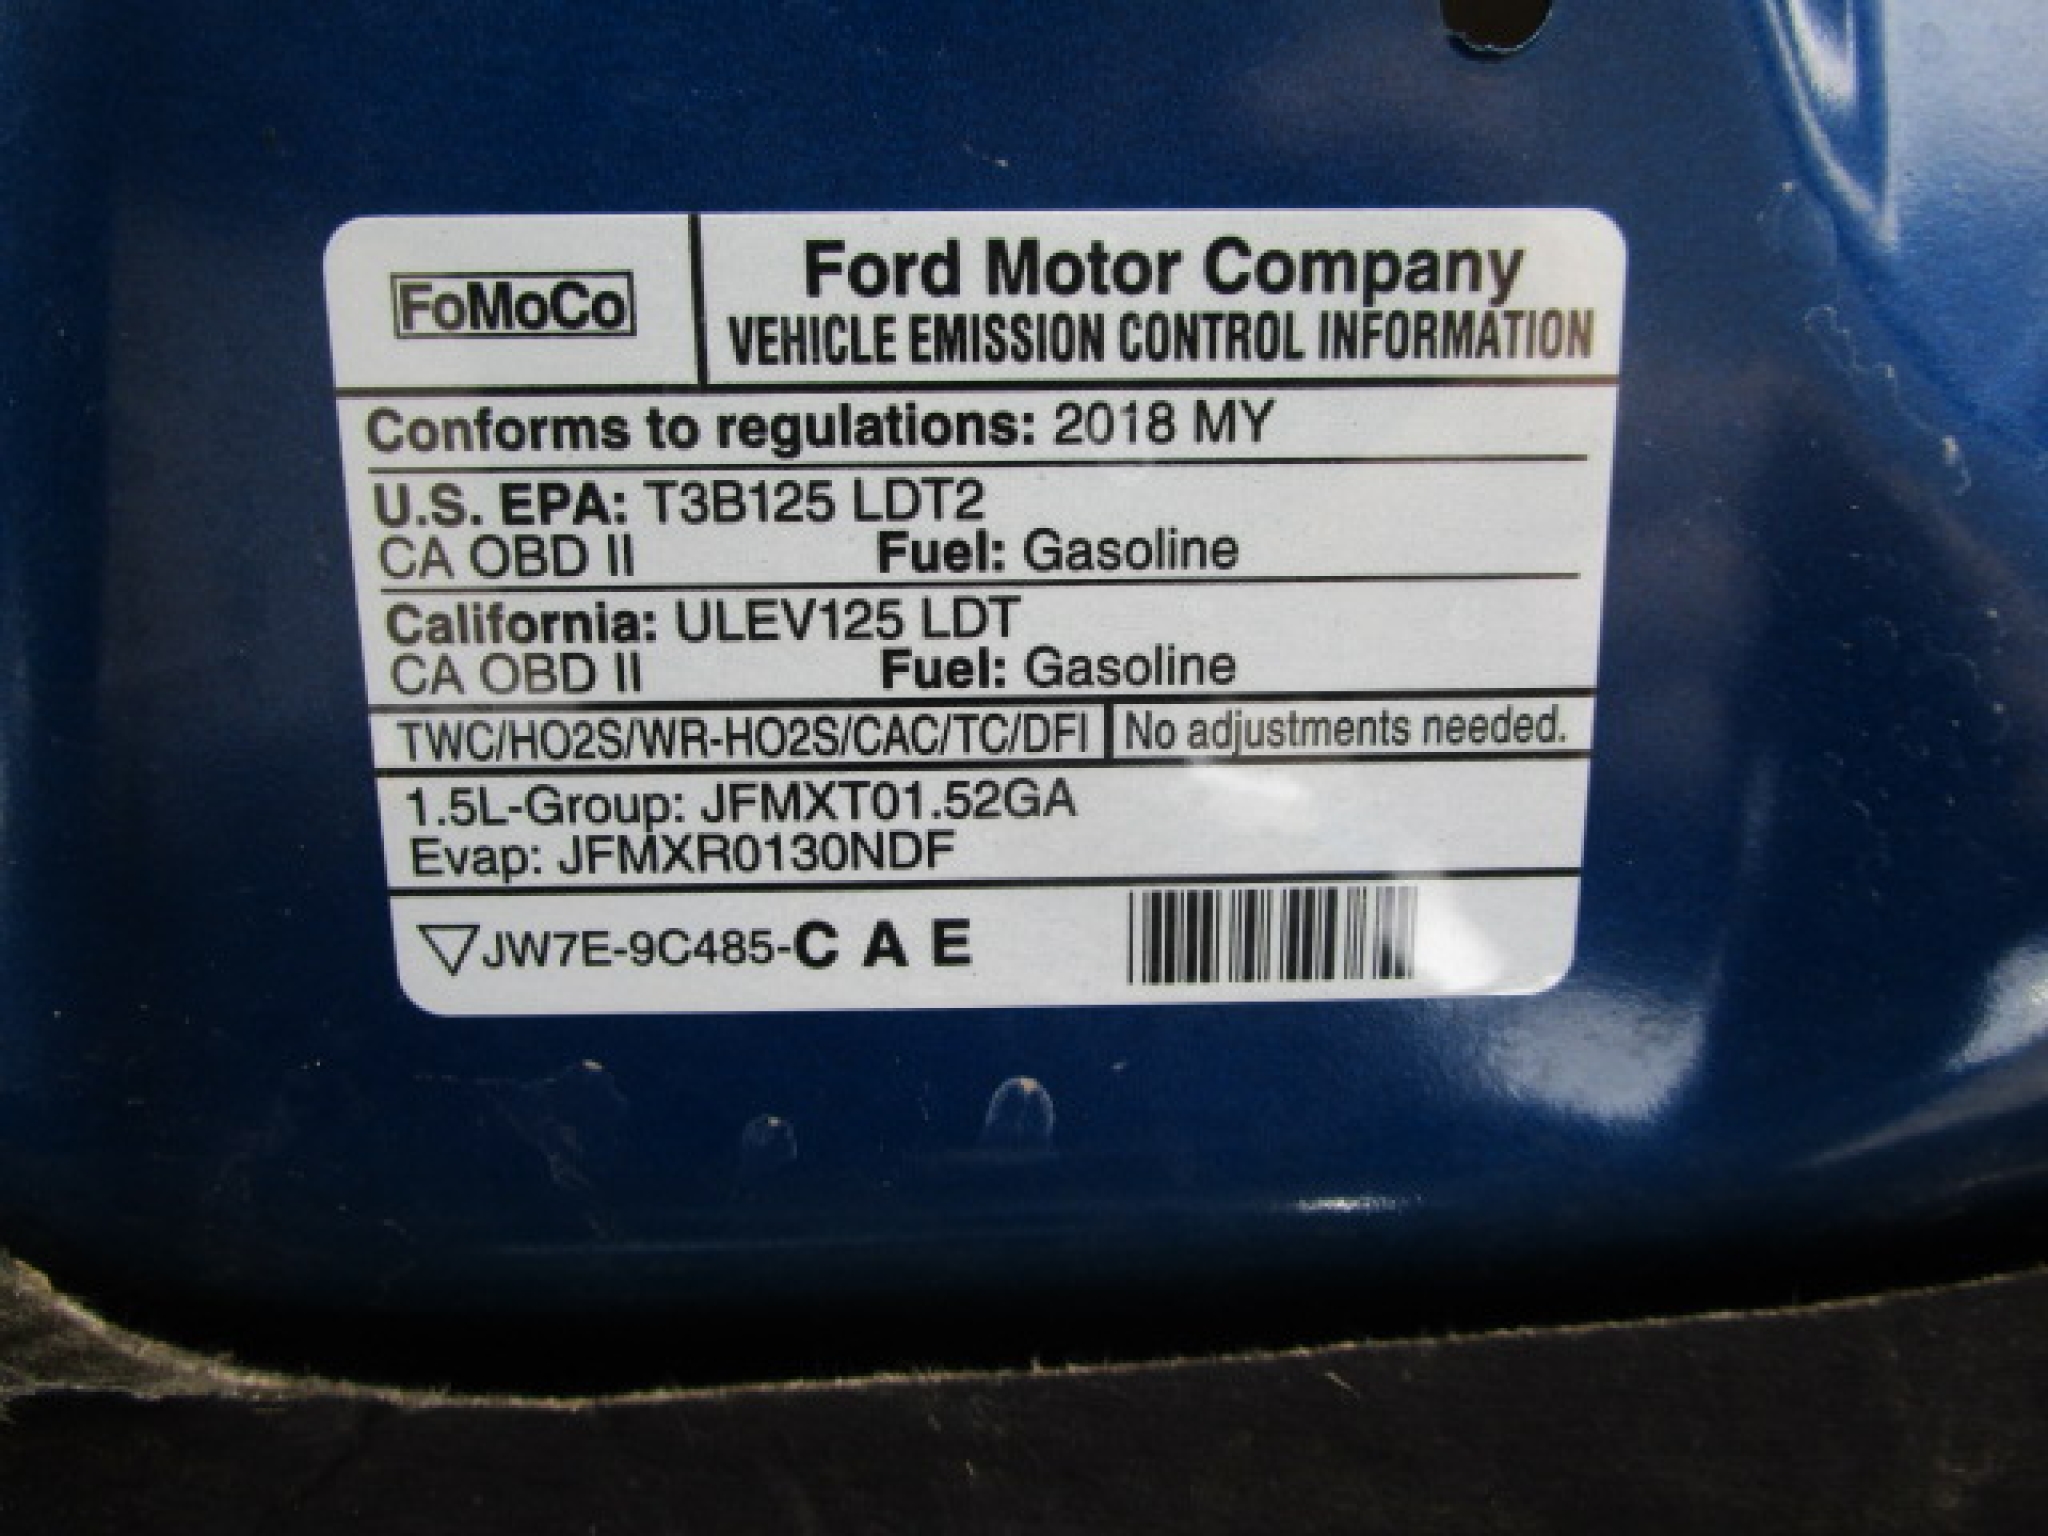 FoMoCo
Ford Motor Company
VEHICLE EMISSION CONTROL INFORMATION
Conforms to regulations: 2018 MY
U.S. EPA: T3B125 LDT2
CA OBD II Fuel: Gasoline
California: ULEV125 LDT
CA OBD II Fuel: Gasoline
TWC/HO2S/WR-HO2S/CAC/TC/DFI No adjustments needed.
1.5L-Group: JFMXT01.52GA
Evap: JFMXR0130NDF
▽JW7E-9C485-C A E